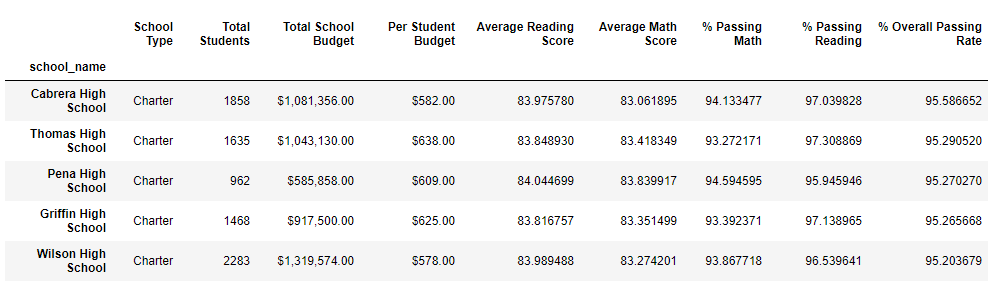 School Type Total Students Total School Budget Per Student Budget Average Reading Score Average Math Score % Passing Math % Passing Reading % Overall Passing Rate
school_name
Cabrera High School Charter 1858 $1,081,356.00 $582.00 83.975780 83.061895 94.133477 97.039828 95.586652
Thomas High School Charter 1635 $1,043,130.00 $638.00 83.848930 83.418349 93.272171 97.308869 95.290520
Pena High School Charter 962 $585,858.00 $609.00 84.044699 83.839917 94.594595 95.945946 95.270270
Griffin High School Charter 1468 $917,500.00 $625.00 83.816757 83.351499 93.392371 97.138965 95.265668
Wilson High School Charter 2283 $1,319,574.00 $578.00 83.989488 83.274201 93.867718 96.539641 95.203679